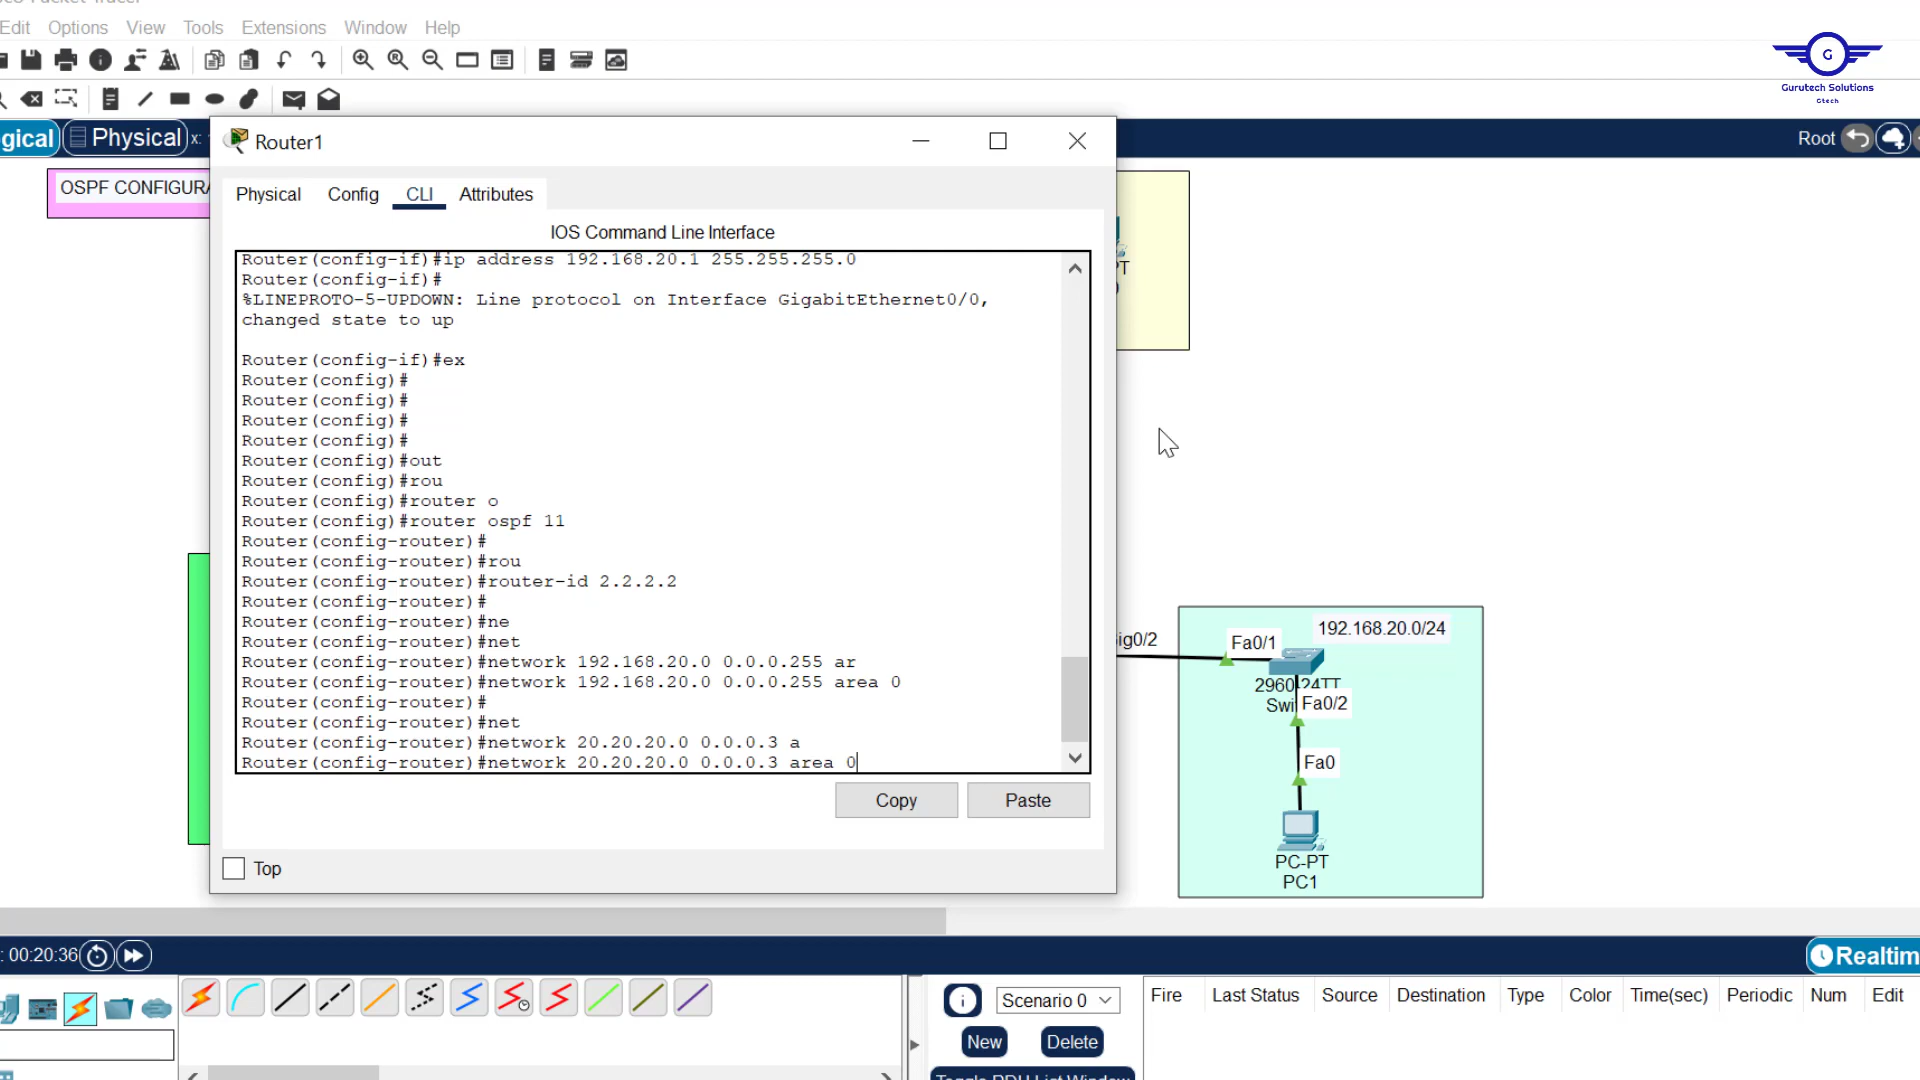 Edit Options View Tools Extensions Window Help
G
Gurutech Solutions
Gtech
Physical x:
Root
Router1
Physical Config CLI Attributes
OSPF CONFIGURA
IOS Command Line Interface
Router(config-if)#ip address 192.168.20.1 255.255.255.0
Router(config-if)#
%LINEPROTO-5-UPDOWN: Line protocol on Interface GigabitEthernet0/0,
changed state to up
Router(config-if)#ex
Router(config)#
Router(config)#
Router(config)#
Router(config)#
Router(config)#out
Router(config)#rou
Router(config)#router o
Router(config)#router ospf 11
Router(config-router)#
Router(config-router)#rou
Router(config-router)#router-id 2.2.2.2
Router(config-router)#
Router(config-router)#ne
Router(config-router)#net
Router(config-router)#network 192.168.20.0 0.0.0.255 ar
Router(config-router)#network 192.168.20.0 0.0.0.255 area 0
Router(config-router)#
Router(config-router)#net
Router(config-router)#network 20.20.20.0 0.0.0.3 a
Router(config-router)#network 20.20.20.0 0.0.0.3 area 0
Copy Paste
Top
ig0/2
Fa0/1
192.168.20.0/24
2960-24TT
Swi
Fa0/2
Fa0
PC-PT
PC1
: 00:20:36
Realtim
Scenario 0
New Delete
Fire Last Status Source Destination Type Color Time(sec) Periodic Num Edit